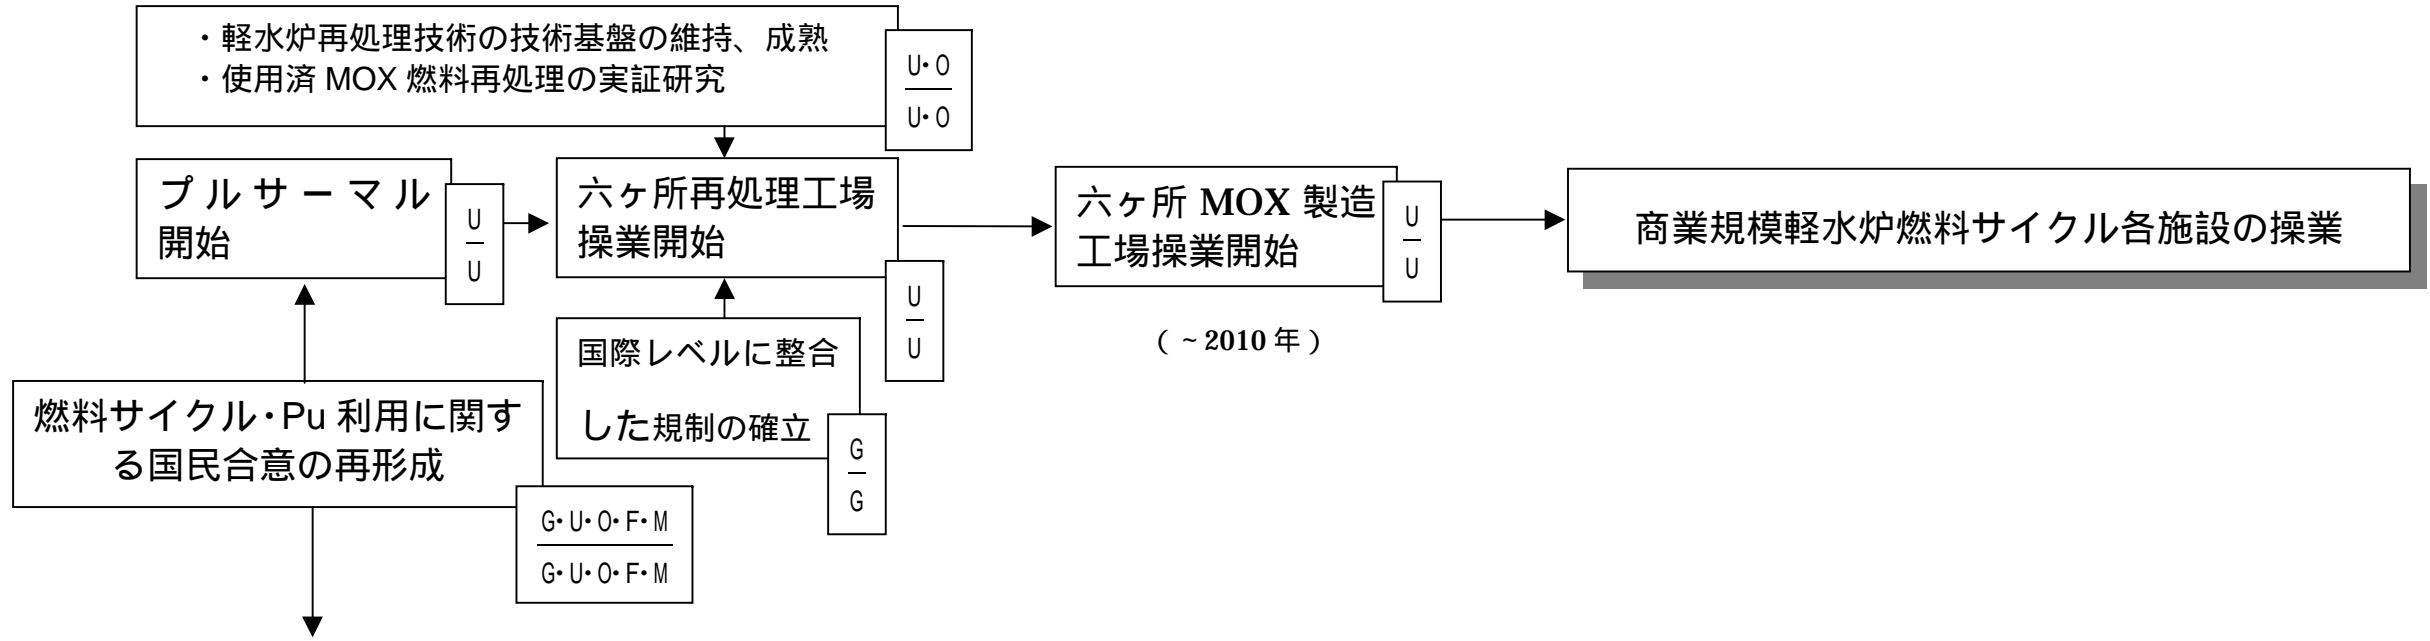 ・軽水炉再処理技術の技術基盤の維持、成熟
・使用済 MOX 燃料再処理の実証研究
U・O
U・O
プルサーマル
開始
U
U
六ヶ所再処理工場
操業開始
U
U
六ヶ所 MOX 製造
工場操業開始
U
U
(~2010 年)
商業規模軽水炉燃料サイクル各施設の操業
国際レベルに整合
した規制の確立
G
G
燃料サイクル・Pu 利用に関す
る国民合意の再形成
G・U・O・F・M
G・U・O・F・M